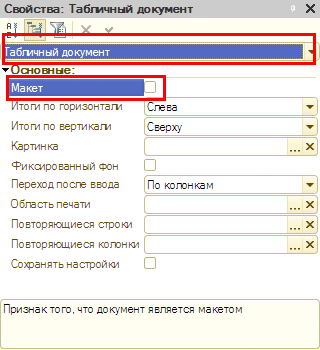 Свойства: Табличный документ
Табличный документ
Основные:
Макет
Итоги по горизонтали Слева
Итоги по вертикали Сверху
Картинка
Фиксированный фон
Переход после ввода По колонкам
Область печати
Повторяющиеся строки
Повторяющиеся колонки
Сохранять настройки
Признак того, что документ является макетом